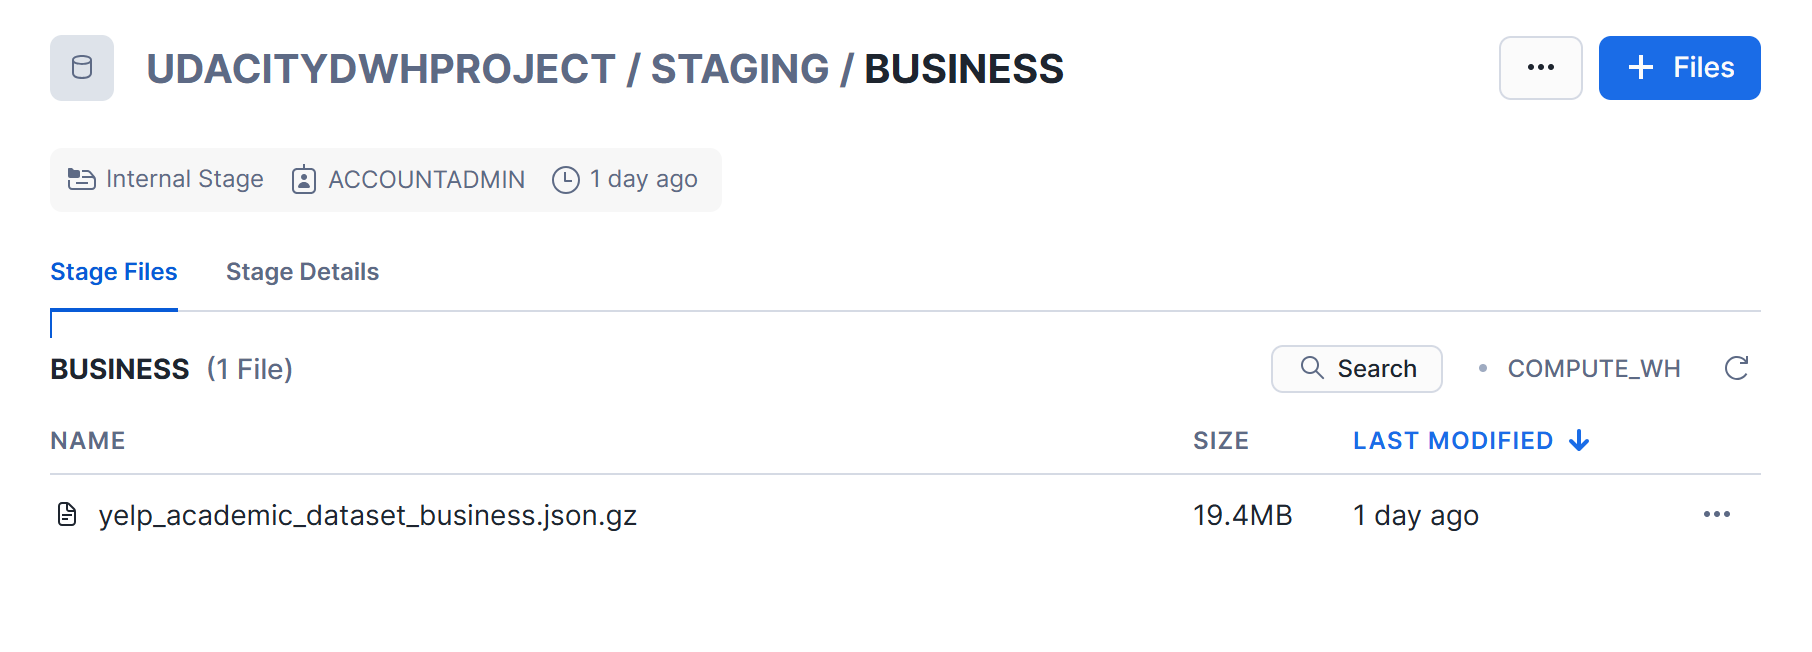 UDACITYDWHPROJECT / STAGING / BUSINESS
... + Files
Internal Stage ACCOUNTADMIN 1 day ago
Stage Files Stage Details
BUSINESS (1 File) Search • COMPUTE_WH
NAME SIZE LAST MODIFIED ↓
yelp_academic_dataset_business.json.gz 19.4MB 1 day ago ...